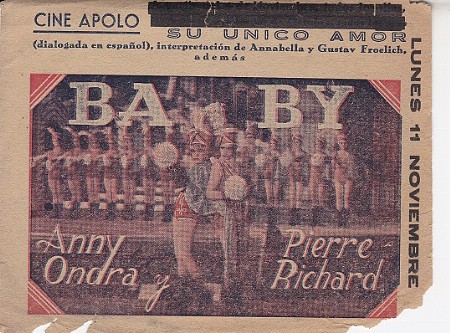 CINE APOLO
SU UNICO AMOR
(dialogada en español), interpretación de Annabella y Gustav Froelich,
además
BABY
Anny
Ondra y
Pierre-
Richard
LUNES 11 NOVIEMBRE